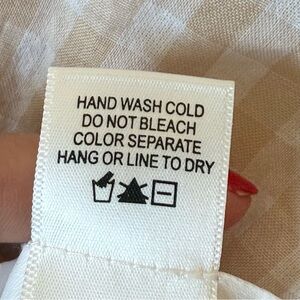 HAND WASH COLD
DO NOT BLEACH
COLOR SEPARATE
HANG OR LINE TO DRY